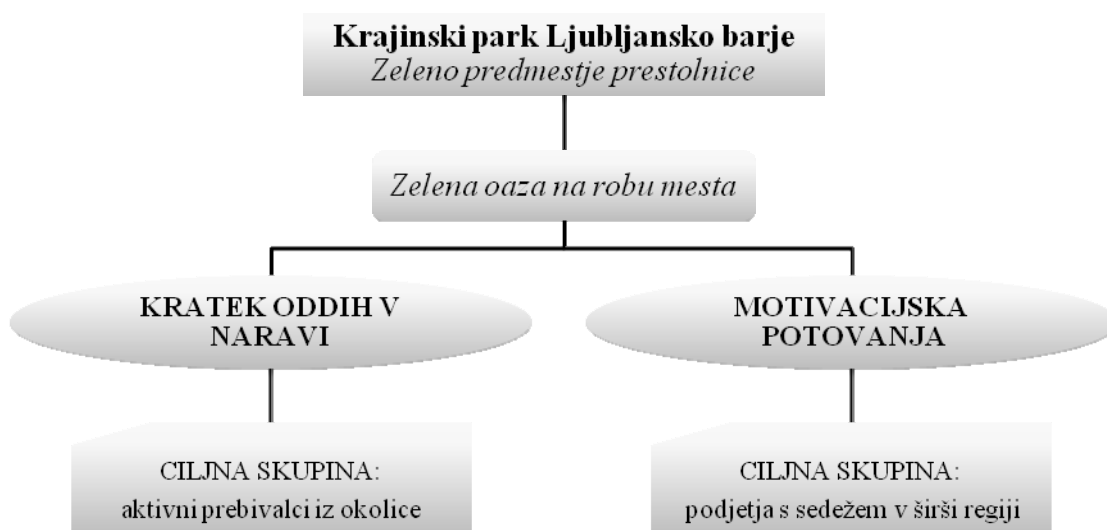 Krajinski park Ljubljansko barje
Zeleno predmestje prestolnice
Zelena oaza na robu mesta
KRATEK ODDIH V
NARAVI
MOTIVACIJSKA
POTOVANJA
CILJNA SKUPINA:
aktivni prebivalci iz okolice
CILJNA SKUPINA:
podjetja s sedežem v širši regiji